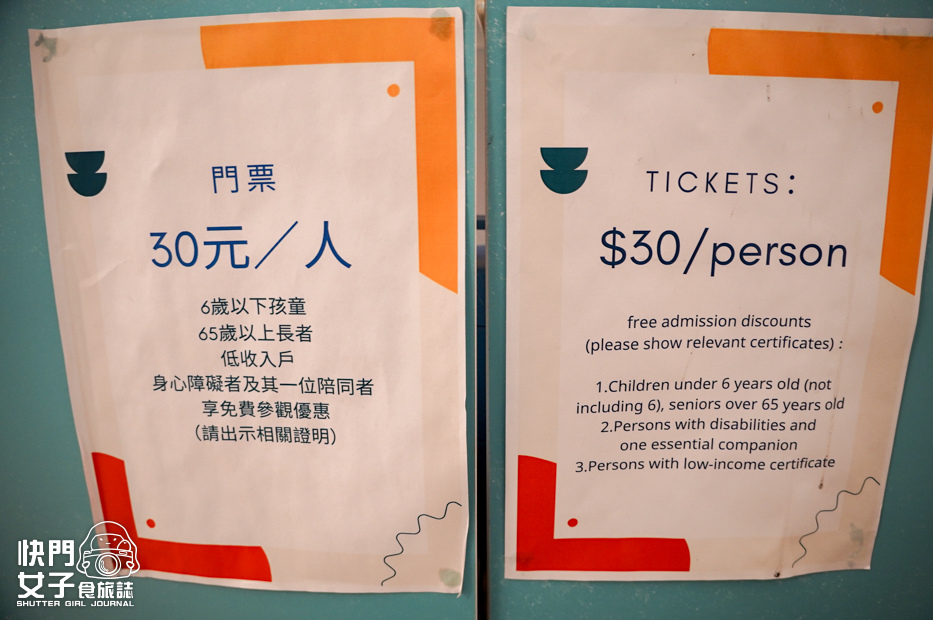 門票
30元／人
6歲以下孩童
65歲以上長者
低收入戶
身心障礙者及其一位陪同者
享免費參觀優惠
（請出示相關證明）
TICKETS:
$30/person
free admission discounts
(please show relevant certificates) :
1.Children under 6 years old (not
including 6), seniors over 65 years old
2.Persons with disabilities and
one essential companion
3.Persons with low-income certificate
快門
女子食旅誌
SHUTTER GIRL JOURNAL